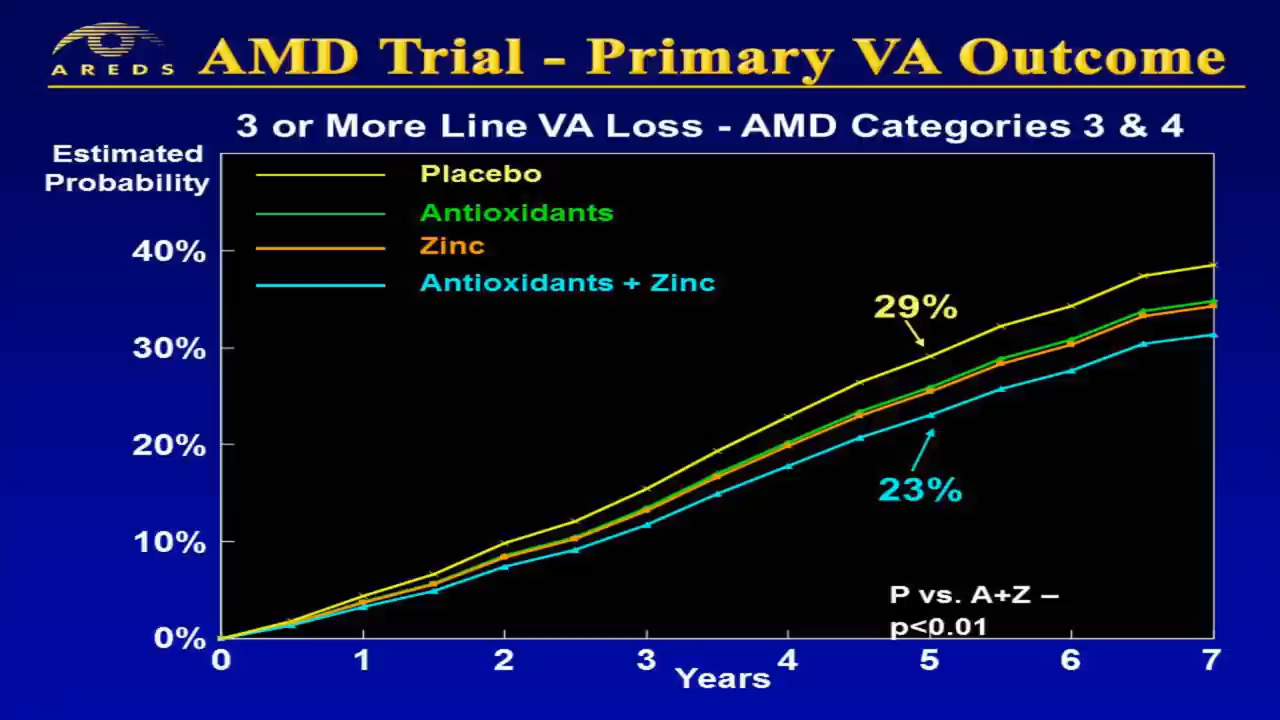 AREDS
AMD Trial - Primary VA Outcome
3 or More Line VA Loss - AMD Categories 3 & 4
Estimated
Probability
Placebo
Antioxidants
Zinc
Antioxidants + Zinc
40%
30%
20%
10%
0%
29%
23%
P vs. A+Z –
p<0.01
0 1 2 3 4 5 6 7
Years